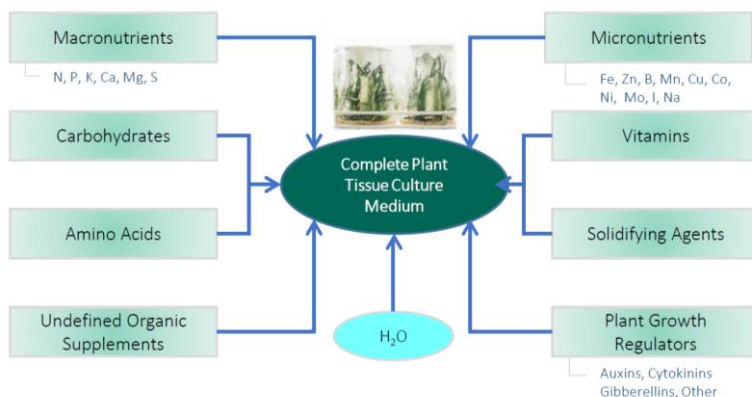 Macronutrients
N, P, K, Ca, Mg, S
Carbohydrates
Amino Acids
Undefined Organic
Supplements
Complete Plant
Tissue Culture
Medium
H₂O
Micronutrients
Fe, Zn, B, Mn, Cu, Co,
Ni, Mo, I, Na
Vitamins
Solidifying Agents
Plant Growth
Regulators
Auxins, Cytokinins
Gibberellins, Other